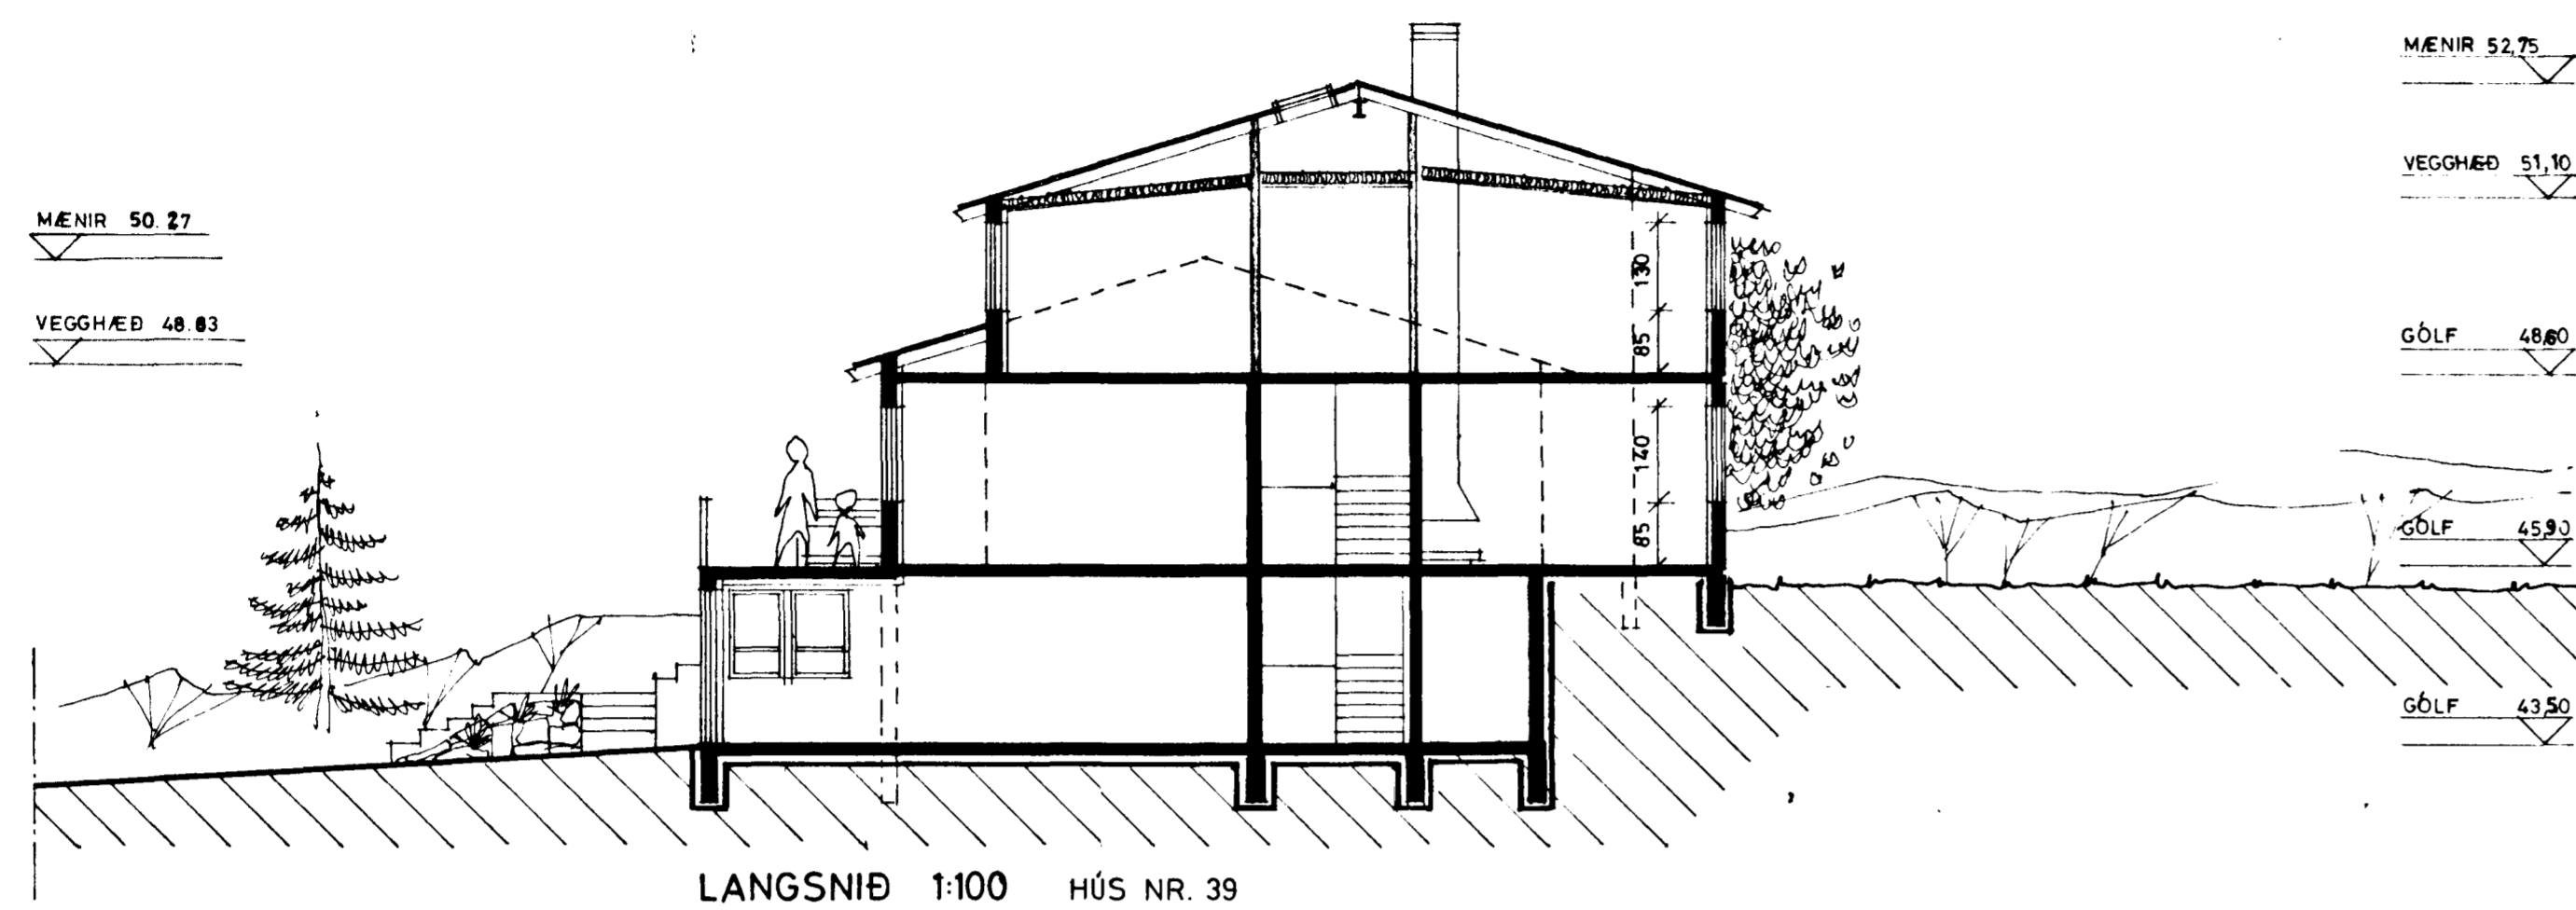 MÆNIR 52,75
VEGGHÆÐ 51,10
MÆNIR 50.27
VEGGHÆÐ 48.83
130
85
GÓLF 48,60
140
85
GÓLF 45,90
GÓLF 43,50
LANGSNIÐ 1:100 HÚS NR. 39